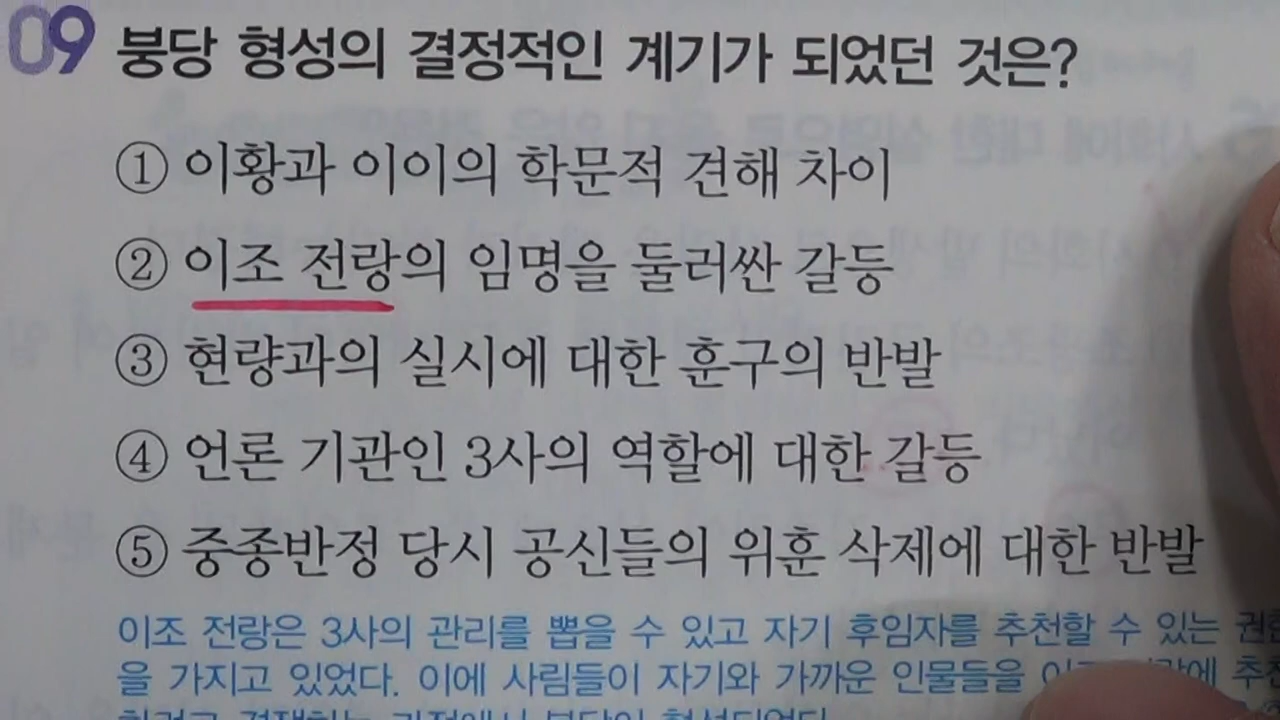 09 붕당 형성의 결정적인 계기가 되었던 것은?
① 이황과 이이의 학문적 견해 차이
② 이조 전랑의 임명을 둘러싼 갈등
③ 현량과의 실시에 대한 훈구의 반발
④ 언론 기관인 3사의 역할에 대한 갈등
⑤ 중종반정 당시 공신들의 위훈 삭제에 대한 반발
이조 전랑은 3사의 관리를 뽑을 수 있고 자기 후임자를 추천할 수 있는
을 가지고 있었다. 이에 사림들이 자기와 가까운 인물들을